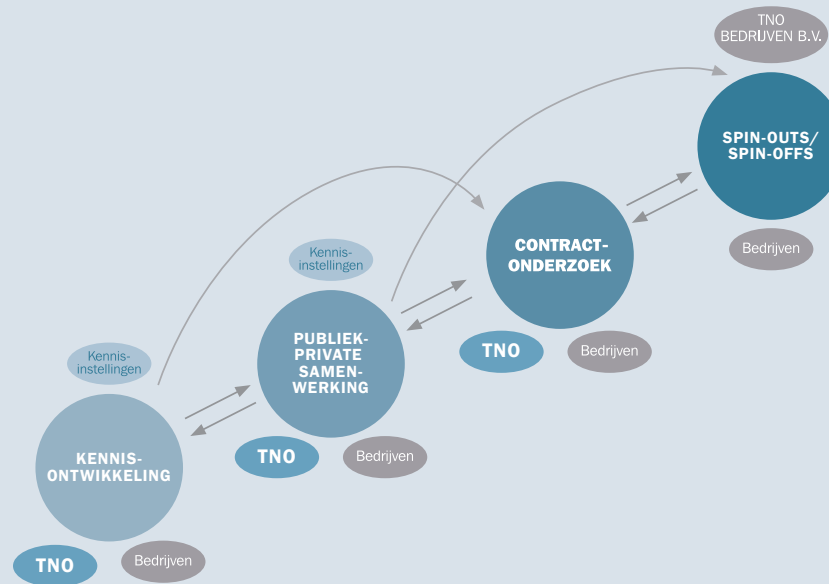 TNO
BEDRIJVEN B.V.
SPIN-OUTS/
SPIN-OFFS
Bedrijven
Kennis-
instellingen
CONTRACT-
ONDERZOEK
TNO
Bedrijven
PUBLIEK-
PRIVATE
SAMEN-
WERKING
Kennis-
instellingen
TNO
Bedrijven
KENNIS-
ONTWIKKELING
TNO
Bedrijven